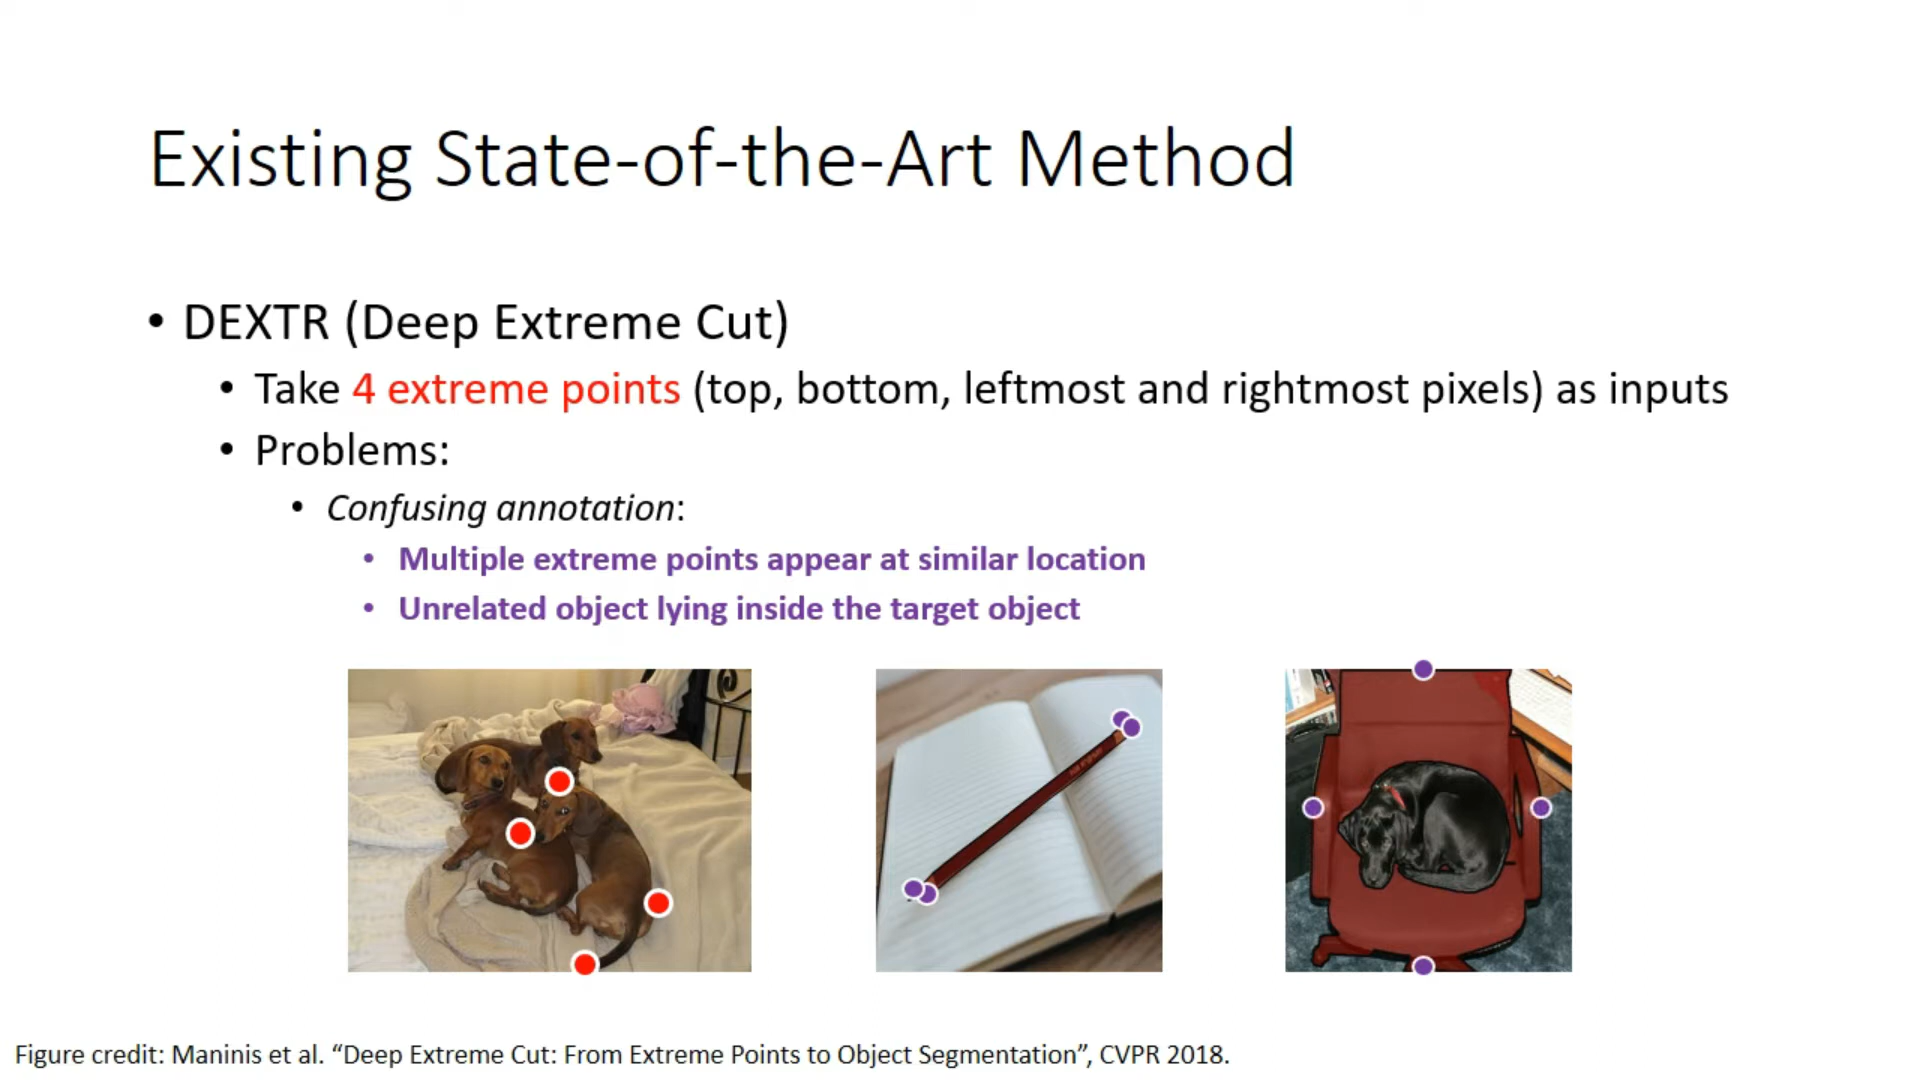 Existing State-of-the-Art Method
• DEXTR (Deep Extreme Cut)
• Take 4 extreme points (top, bottom, leftmost and rightmost pixels) as inputs
• Problems:
• Confusing annotation:
• Multiple extreme points appear at similar location
• Unrelated object lying inside the target object
Figure credit: Maninis et al. “Deep Extreme Cut: From Extreme Points to Object Segmentation”, CVPR 2018.